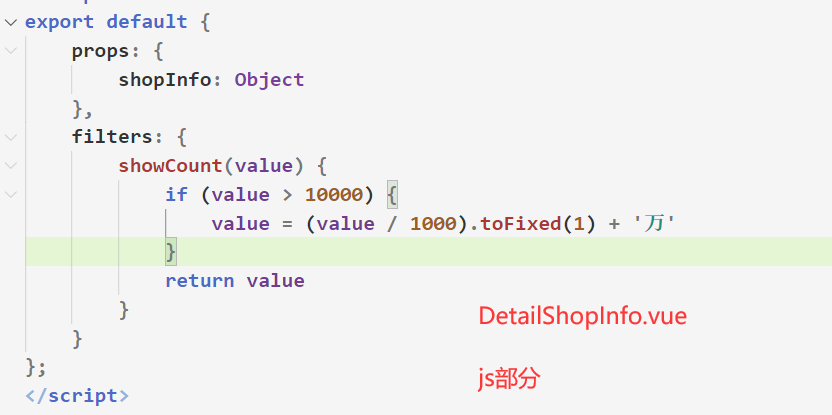 export default {
props: {
shopInfo: Object
},
filters: {
showCount(value) {
if (value > 10000) {
value = (value / 1000).toFixed(1) + '万'
}
return value
}
}
};
</script>
DetailShopInfo.vue
js部分